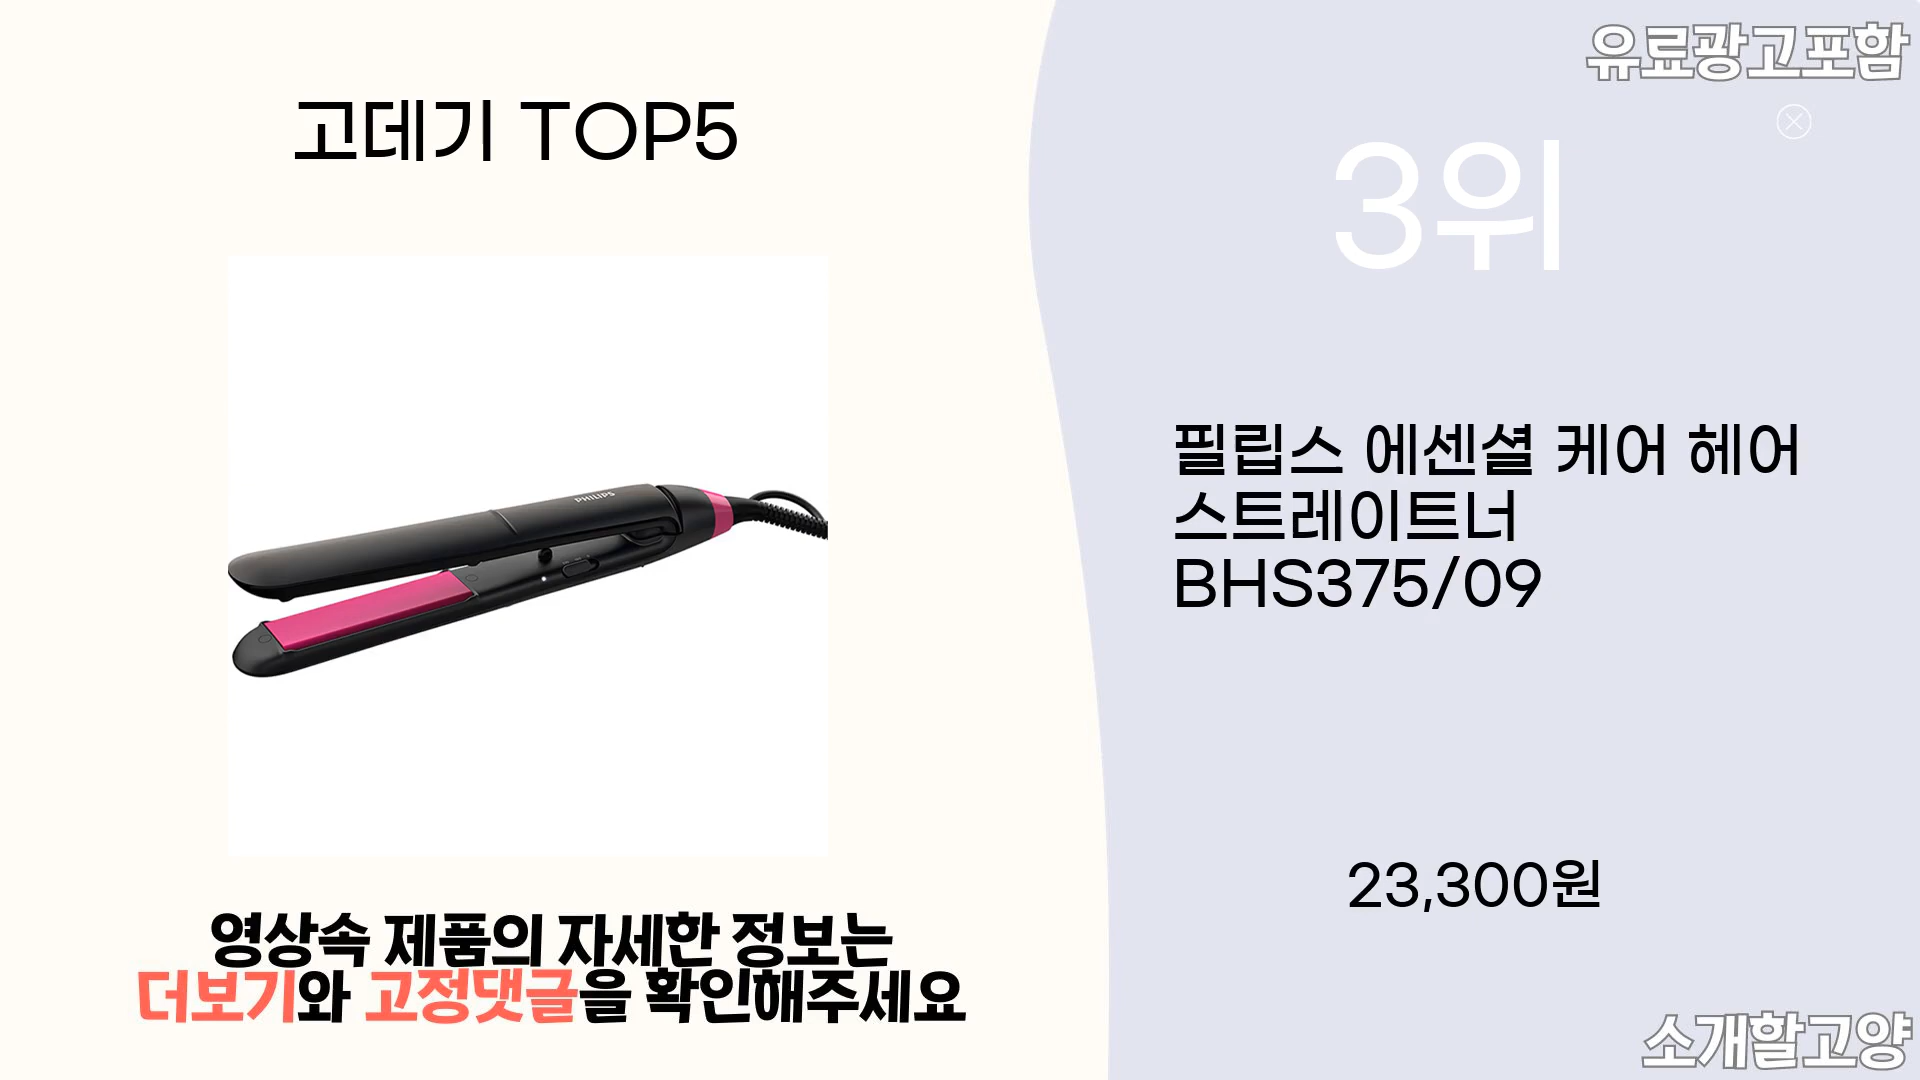 유료광고포함
고데기 TOP5
3위
PHILIPS
필립스 에센셜 케어 헤어
스트레이트너
BHS375/09
23,300원
영상속 제품의 자세한 정보는
더보기와 고정댓글을 확인해주세요
소개할고양